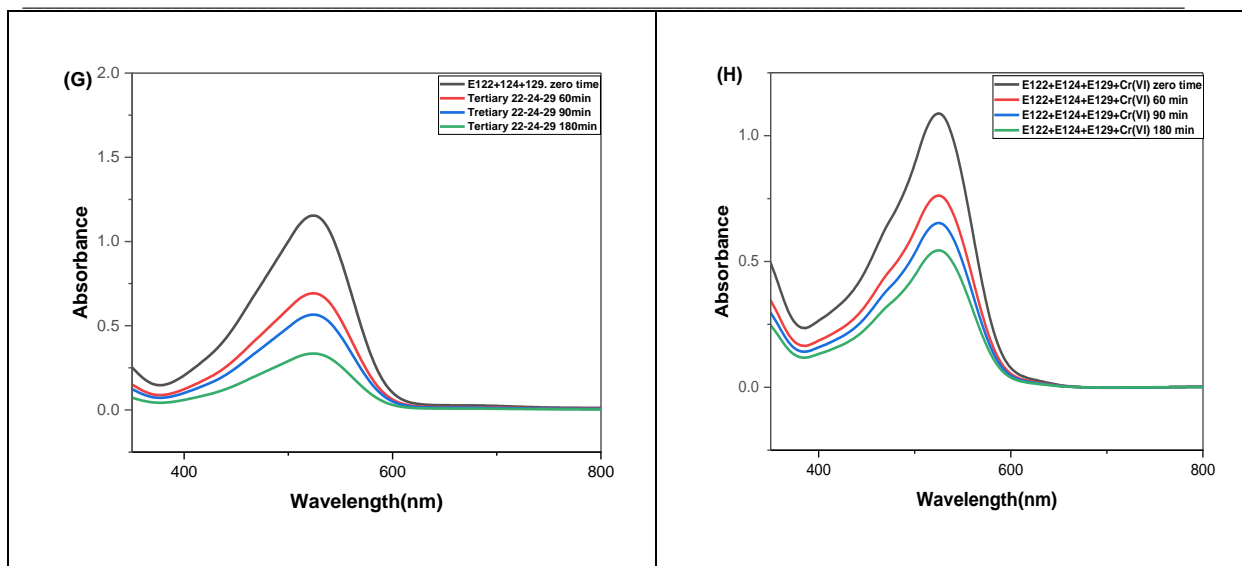 (G)
2.0
1.5
1.0
0.5
0.0
Absorbance
400
600
800
Wavelength(nm)
E122+124+129. zero time
Tertiary 22-24-29 60min
Tretiary 22-24-29 90min
Tertiary 22-24-29 180min
(H)
1.0
0.5
0.0
Absorbance
400
600
800
Wavelength(nm)
E122+E124+E129+Cr(VI) zero time
E122+E124+E129+Cr(VI) 60 min
E122+E124+E129+Cr(VI) 90 min
E122+E124+E129+Cr(VI) 180 min